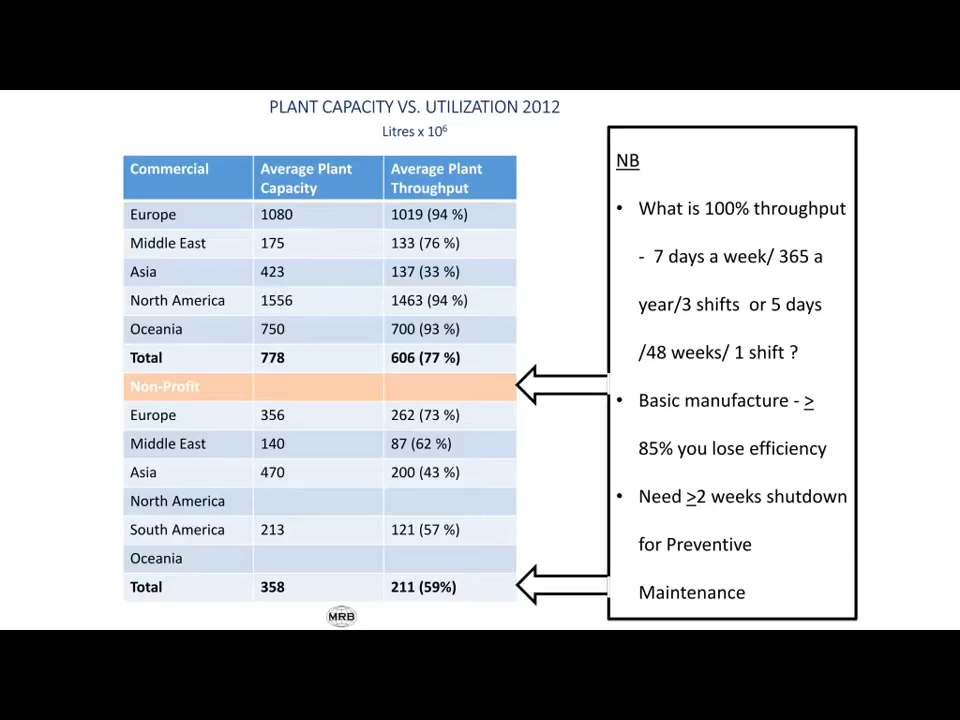 PLANT CAPACITY VS. UTILIZATION 2012
Litres x 10⁶
Commercial Average Plant Capacity Average Plant Throughput
Europe 1080 1019 (94 %)
Middle East 175 133 (76 %)
Asia 423 137 (33 %)
North America 1556 1463 (94 %)
Oceania 750 700 (93 %)
Total 778 606 (77 %)
Non-Profit
Europe 356 262 (73 %)
Middle East 140 87 (62 %)
Asia 470 200 (43 %)
North America
South America 213 121 (57 %)
Oceania
Total 358 211 (59%)
MRB
NB
• What is 100% throughput
- 7 days a week/ 365 a
year/3 shifts or 5 days
/48 weeks/ 1 shift ?
• Basic manufacture - >
85% you lose efficiency
• Need >2 weeks shutdown
for Preventive
Maintenance